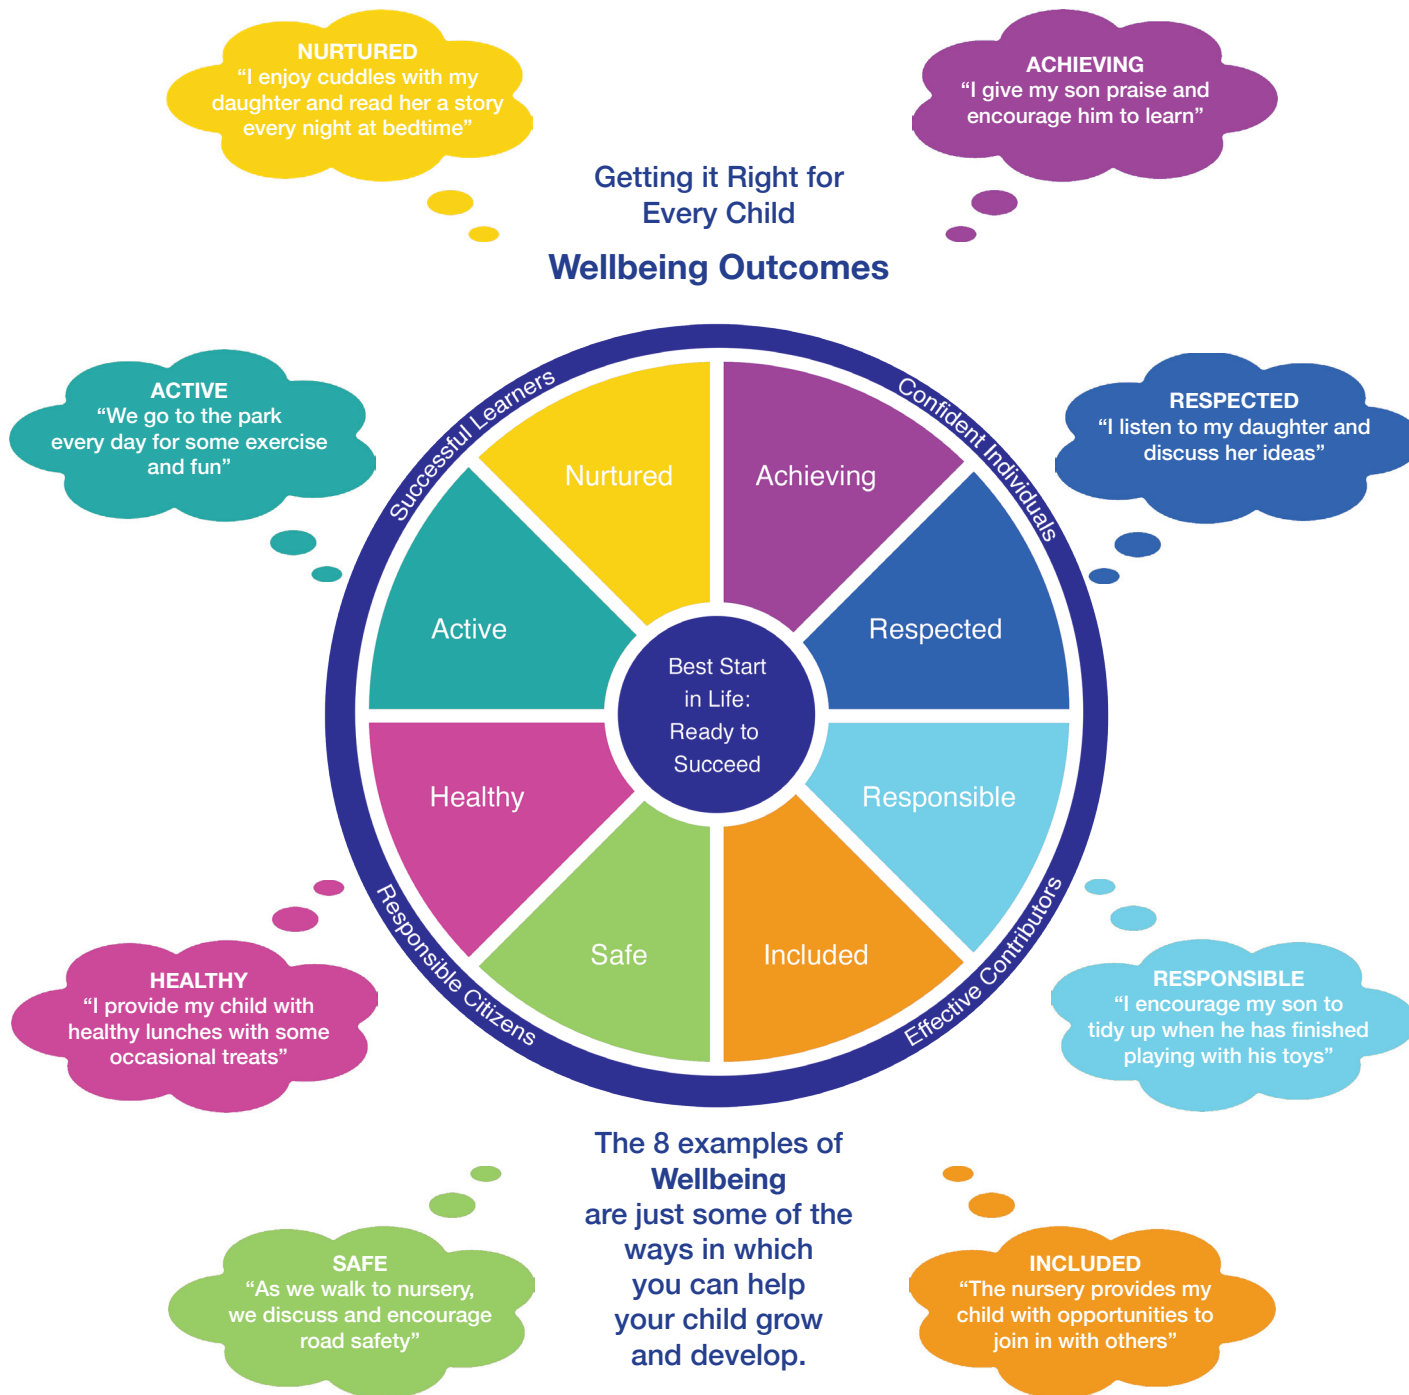 NURTURED
“I enjoy cuddles with my
daughter and read her a story
every night at bedtime”
ACHIEVING
“I give my son praise and
encourage him to learn”
Getting it Right for
Every Child
Wellbeing Outcomes
ACTIVE
“We go to the park
every day for some exercise
and fun”
RESPECTED
“I listen to my daughter and
discuss her ideas”
Successful Learners
Confident Individuals
Nurtured
Achieving
Active
Respected
Best Start
in Life:
Ready to
Succeed
Healthy
Responsible
Safe
Included
Responsible Citizens
Effective Contributors
HEALTHY
“I provide my child with
healthy lunches with some
occasional treats”
RESPONSIBLE
“I encourage my son to
tidy up when he has finished
playing with his toys”
The 8 examples of
Wellbeing
are just some of the
ways in which
you can help
your child grow
and develop.
SAFE
“As we walk to nursery,
we discuss and encourage
road safety”
INCLUDED
“The nursery provides my
child with opportunities to
join in with others”